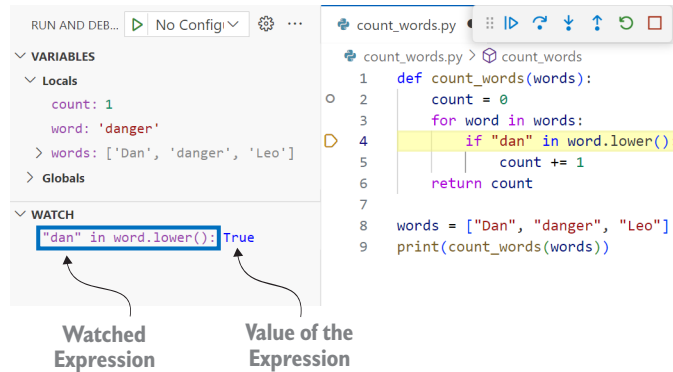 RUN AND DEB... No Config
VARIABLES
Locals
count: 1
word: 'danger'
words: ['Dan', 'danger', 'Leo']
Globals
WATCH
"dan" in word.lower(): True
Watched
Expression
Value of the
Expression
count_words.py
count_words.py > count_words
1 def count_words(words):
2 count = 0
3 for word in words:
4 if "dan" in word.lower()
5 count += 1
6 return count
7
8 words = ["Dan", "danger", "Leo"]
9 print(count_words(words))